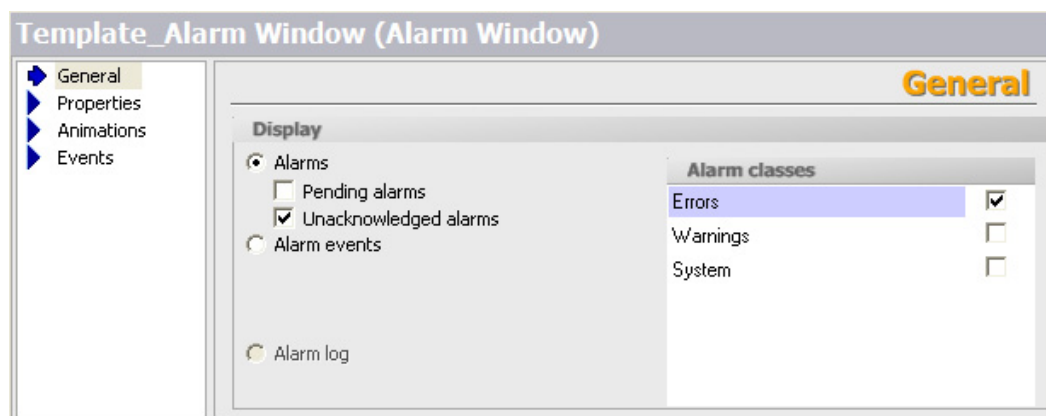 Template_Alarm Window (Alarm Window)
General
Properties
Animations
Events
General
Display
Alarms
Pending alarms
Unacknowledged alarms
Alarm events
Alarm log
Alarm classes
Errors
Warnings
System